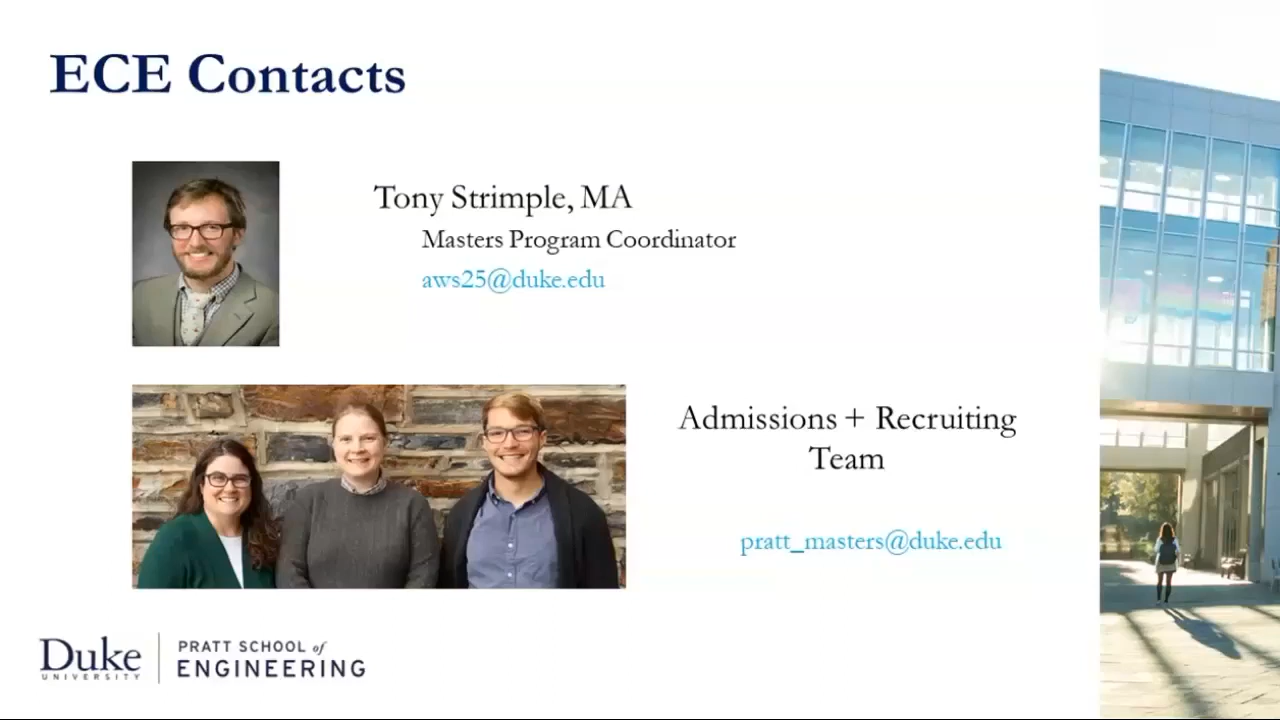 ECE Contacts
Tony Strimple, MA
Masters Program Coordinator
aws25@duke.edu
Admissions + Recruiting
Team
pratt_masters@duke.edu
Duke
UNIVERSITY
PRATT SCHOOL of
ENGINEERING